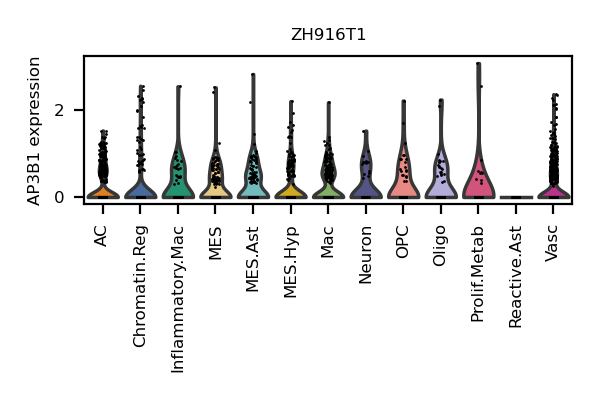 ZH916T1
AP3B1 expression
2
0
AC
Chromatin.Reg
Inflammatory.Mac
MES
MES.Ast
MES.Hyp
Mac
Neuron
OPC
Oligo
Prolif.Metab
Reactive.Ast
Vasc